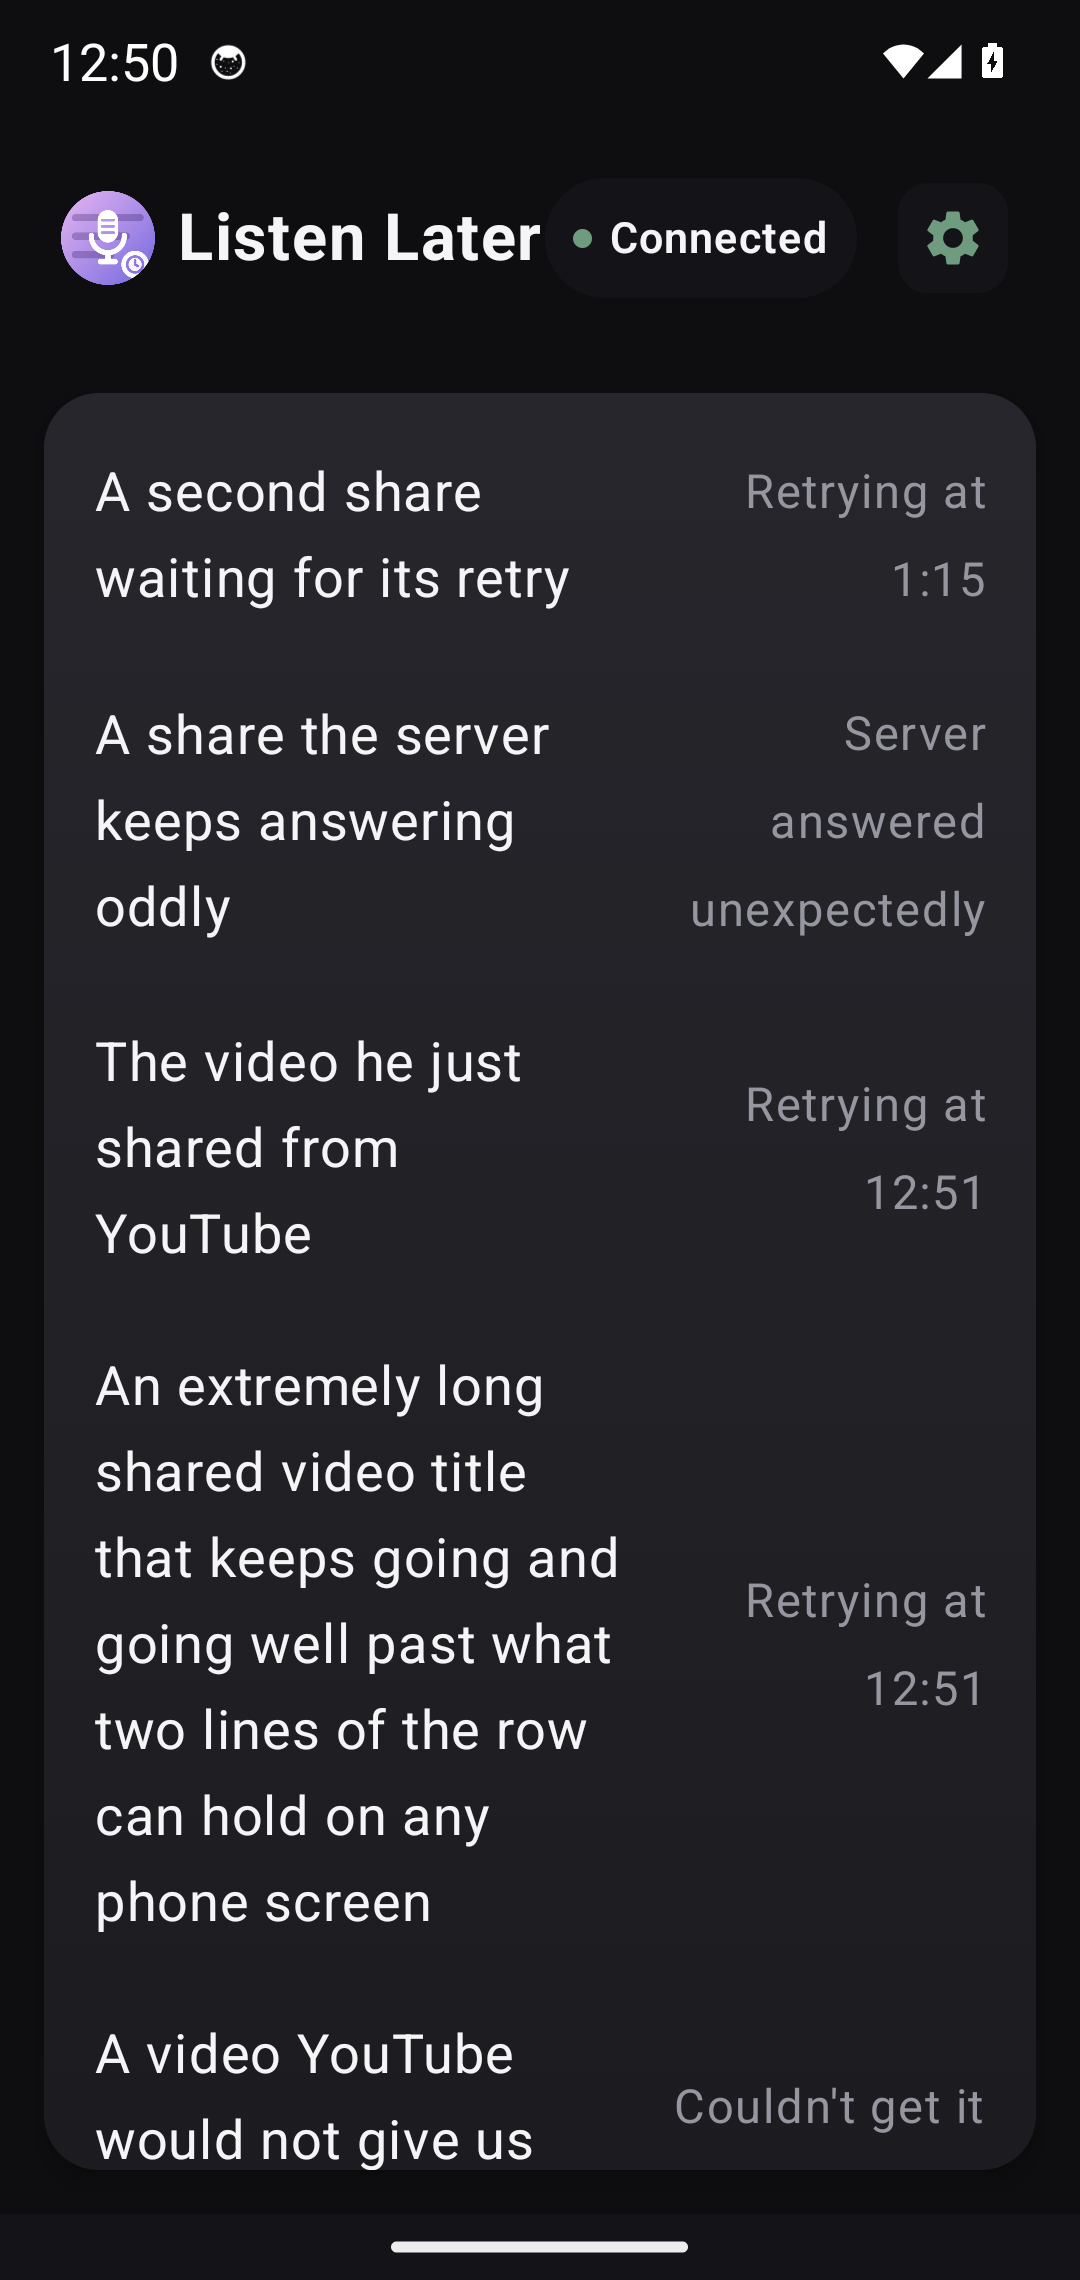 12:50
Listen Later
Connected
A second share
waiting for its retry
Retrying at
1:15
A share the server
keeps answering
oddly
Server
answered
unexpectedly
The video he just
shared from
YouTube
Retrying at
12:51
An extremely long
shared video title
that keeps going and
going well past what
two lines of the row
can hold on any
phone screen
Retrying at
12:51
A video YouTube
would not give us
Couldn't get it